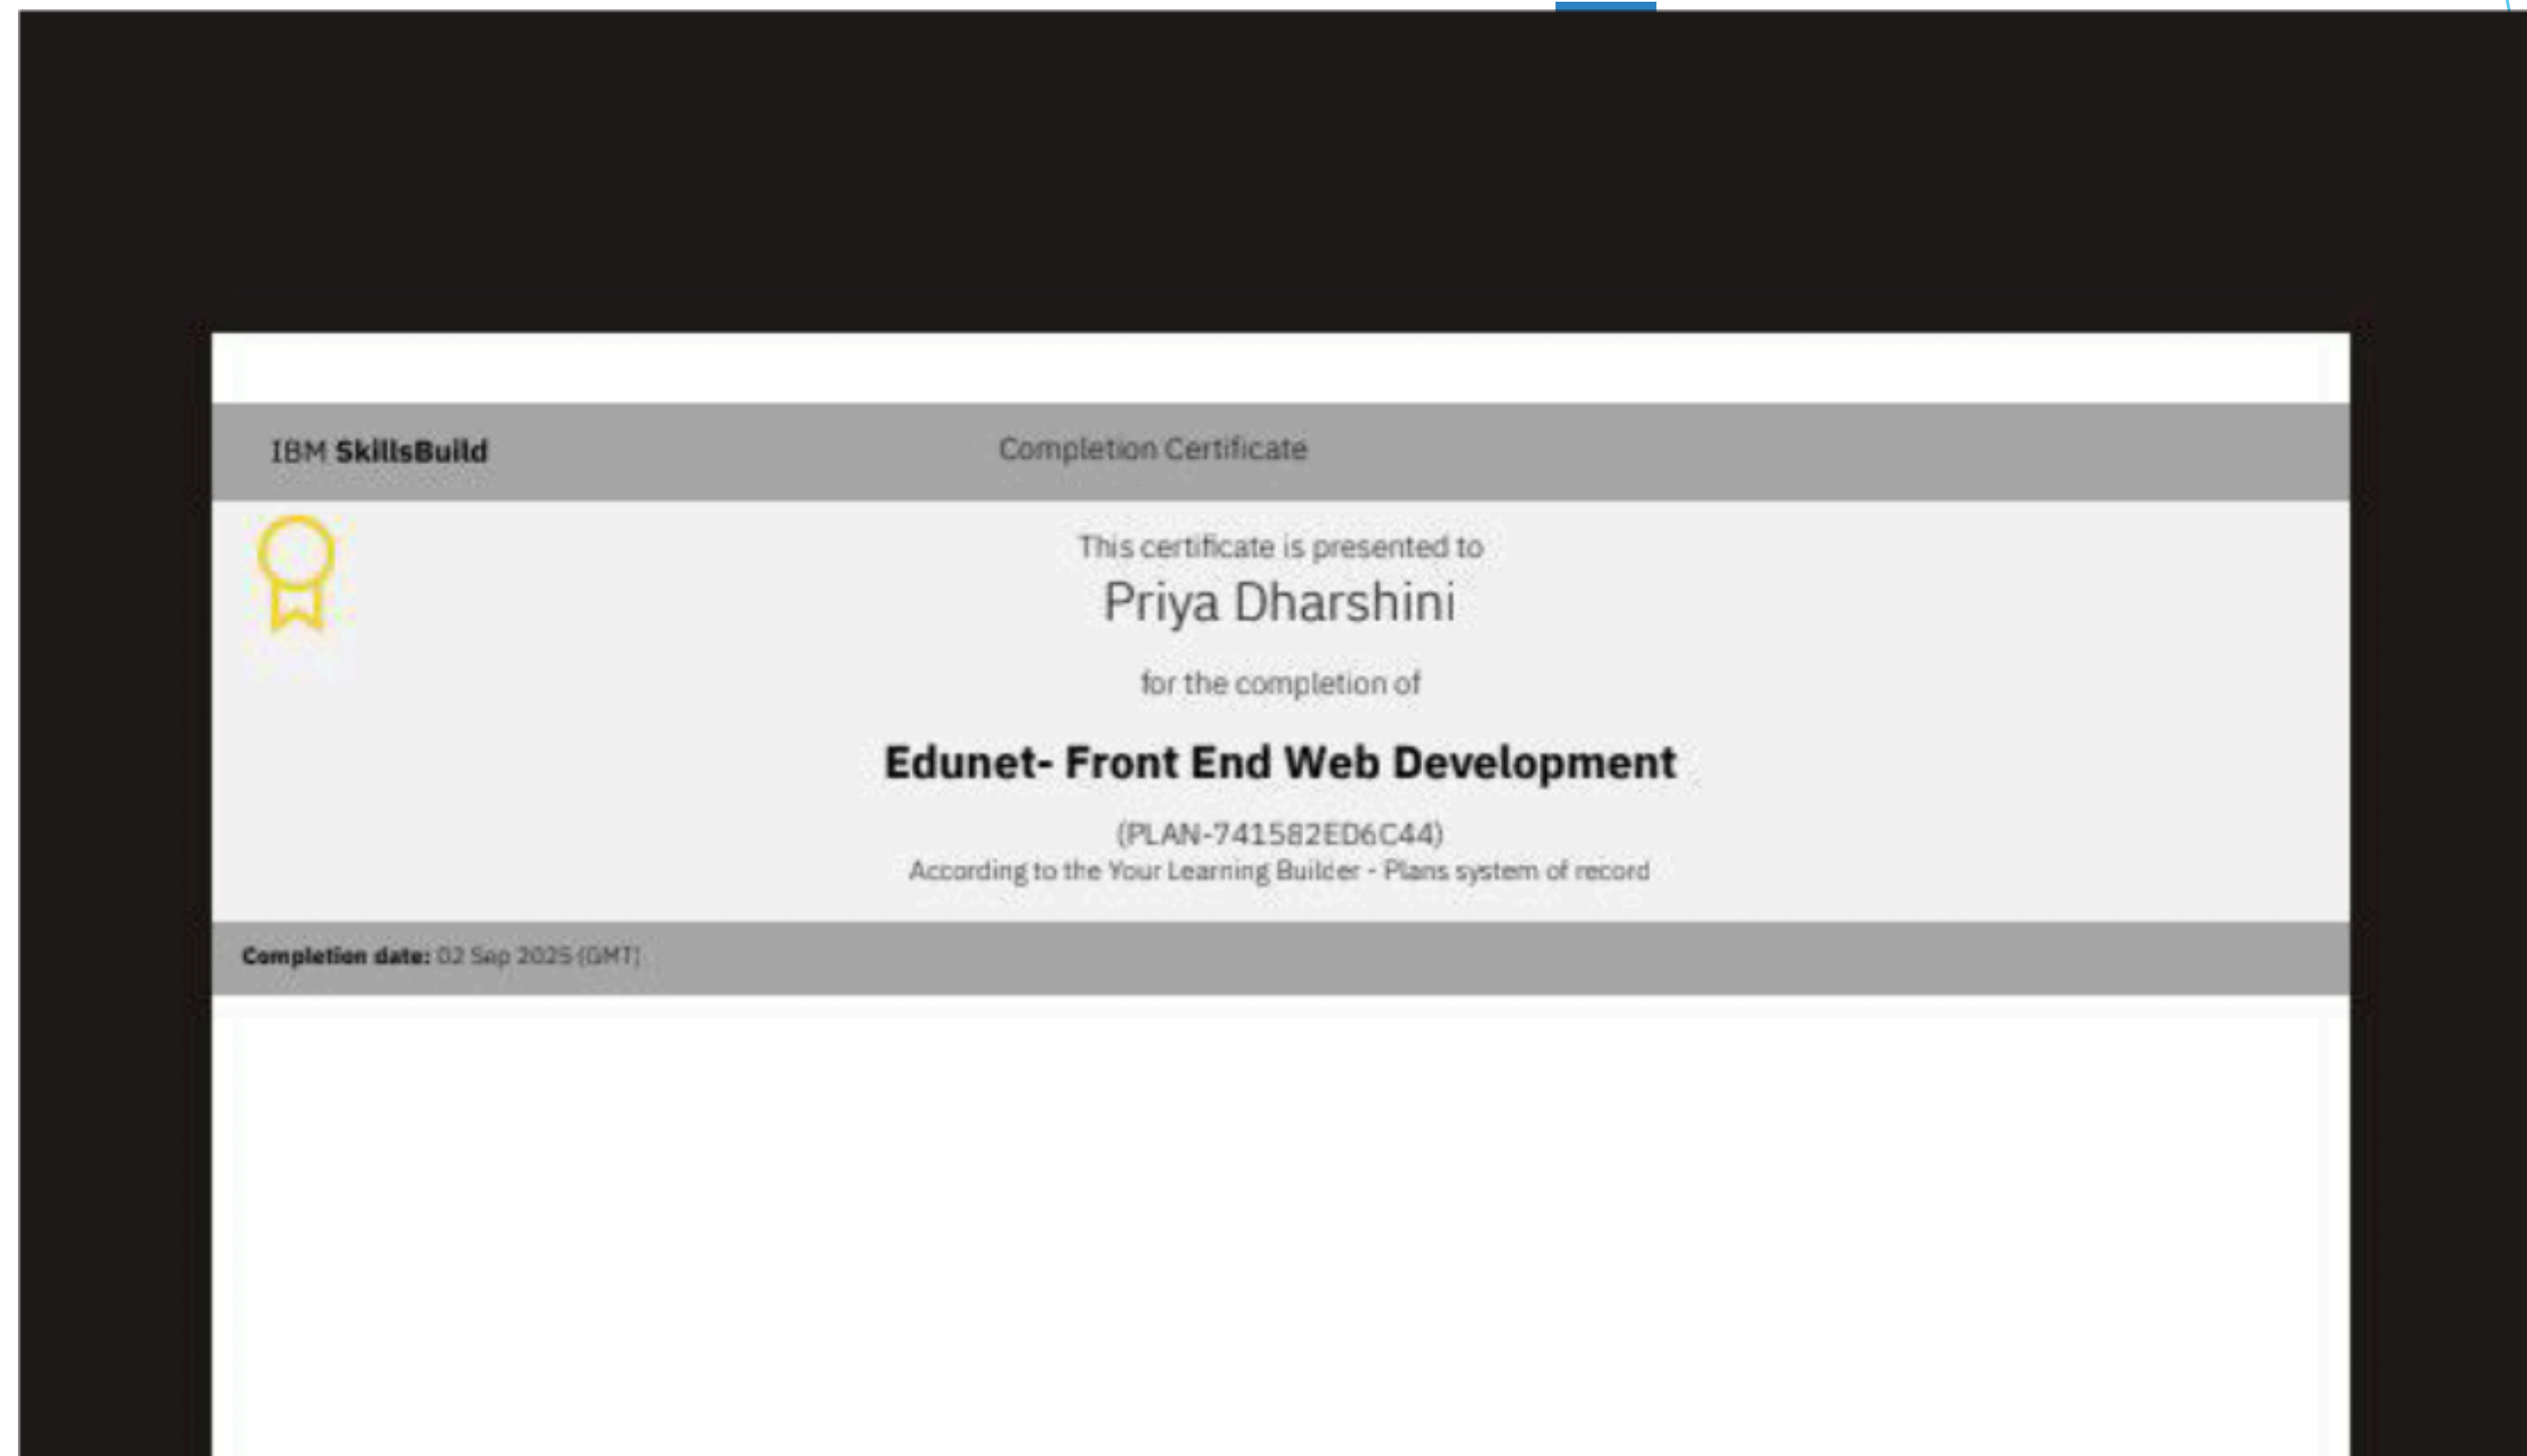 IBM SkillsBuild
Completion Certificate
This certificate is presented to
Priya Dharshini
for the completion of
Edunet- Front End Web Development
(PLAN-741582ED6C44)
According to the Your Learning Builder - Plans system of record
Completion date: 02 Sep 2025 (GMT)